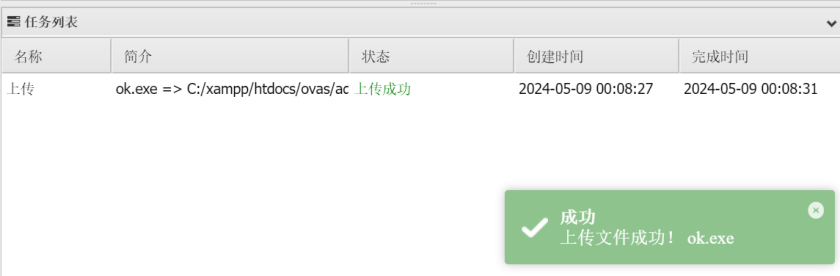 任务列表
名称 简介 状态 创建时间 完成时间
上传 ok.exe => C:/xampp/htdocs/ovas/ac 上传成功 2024-05-09 00:08:27 2024-05-09 00:08:31
成功
上传文件成功! ok.exe